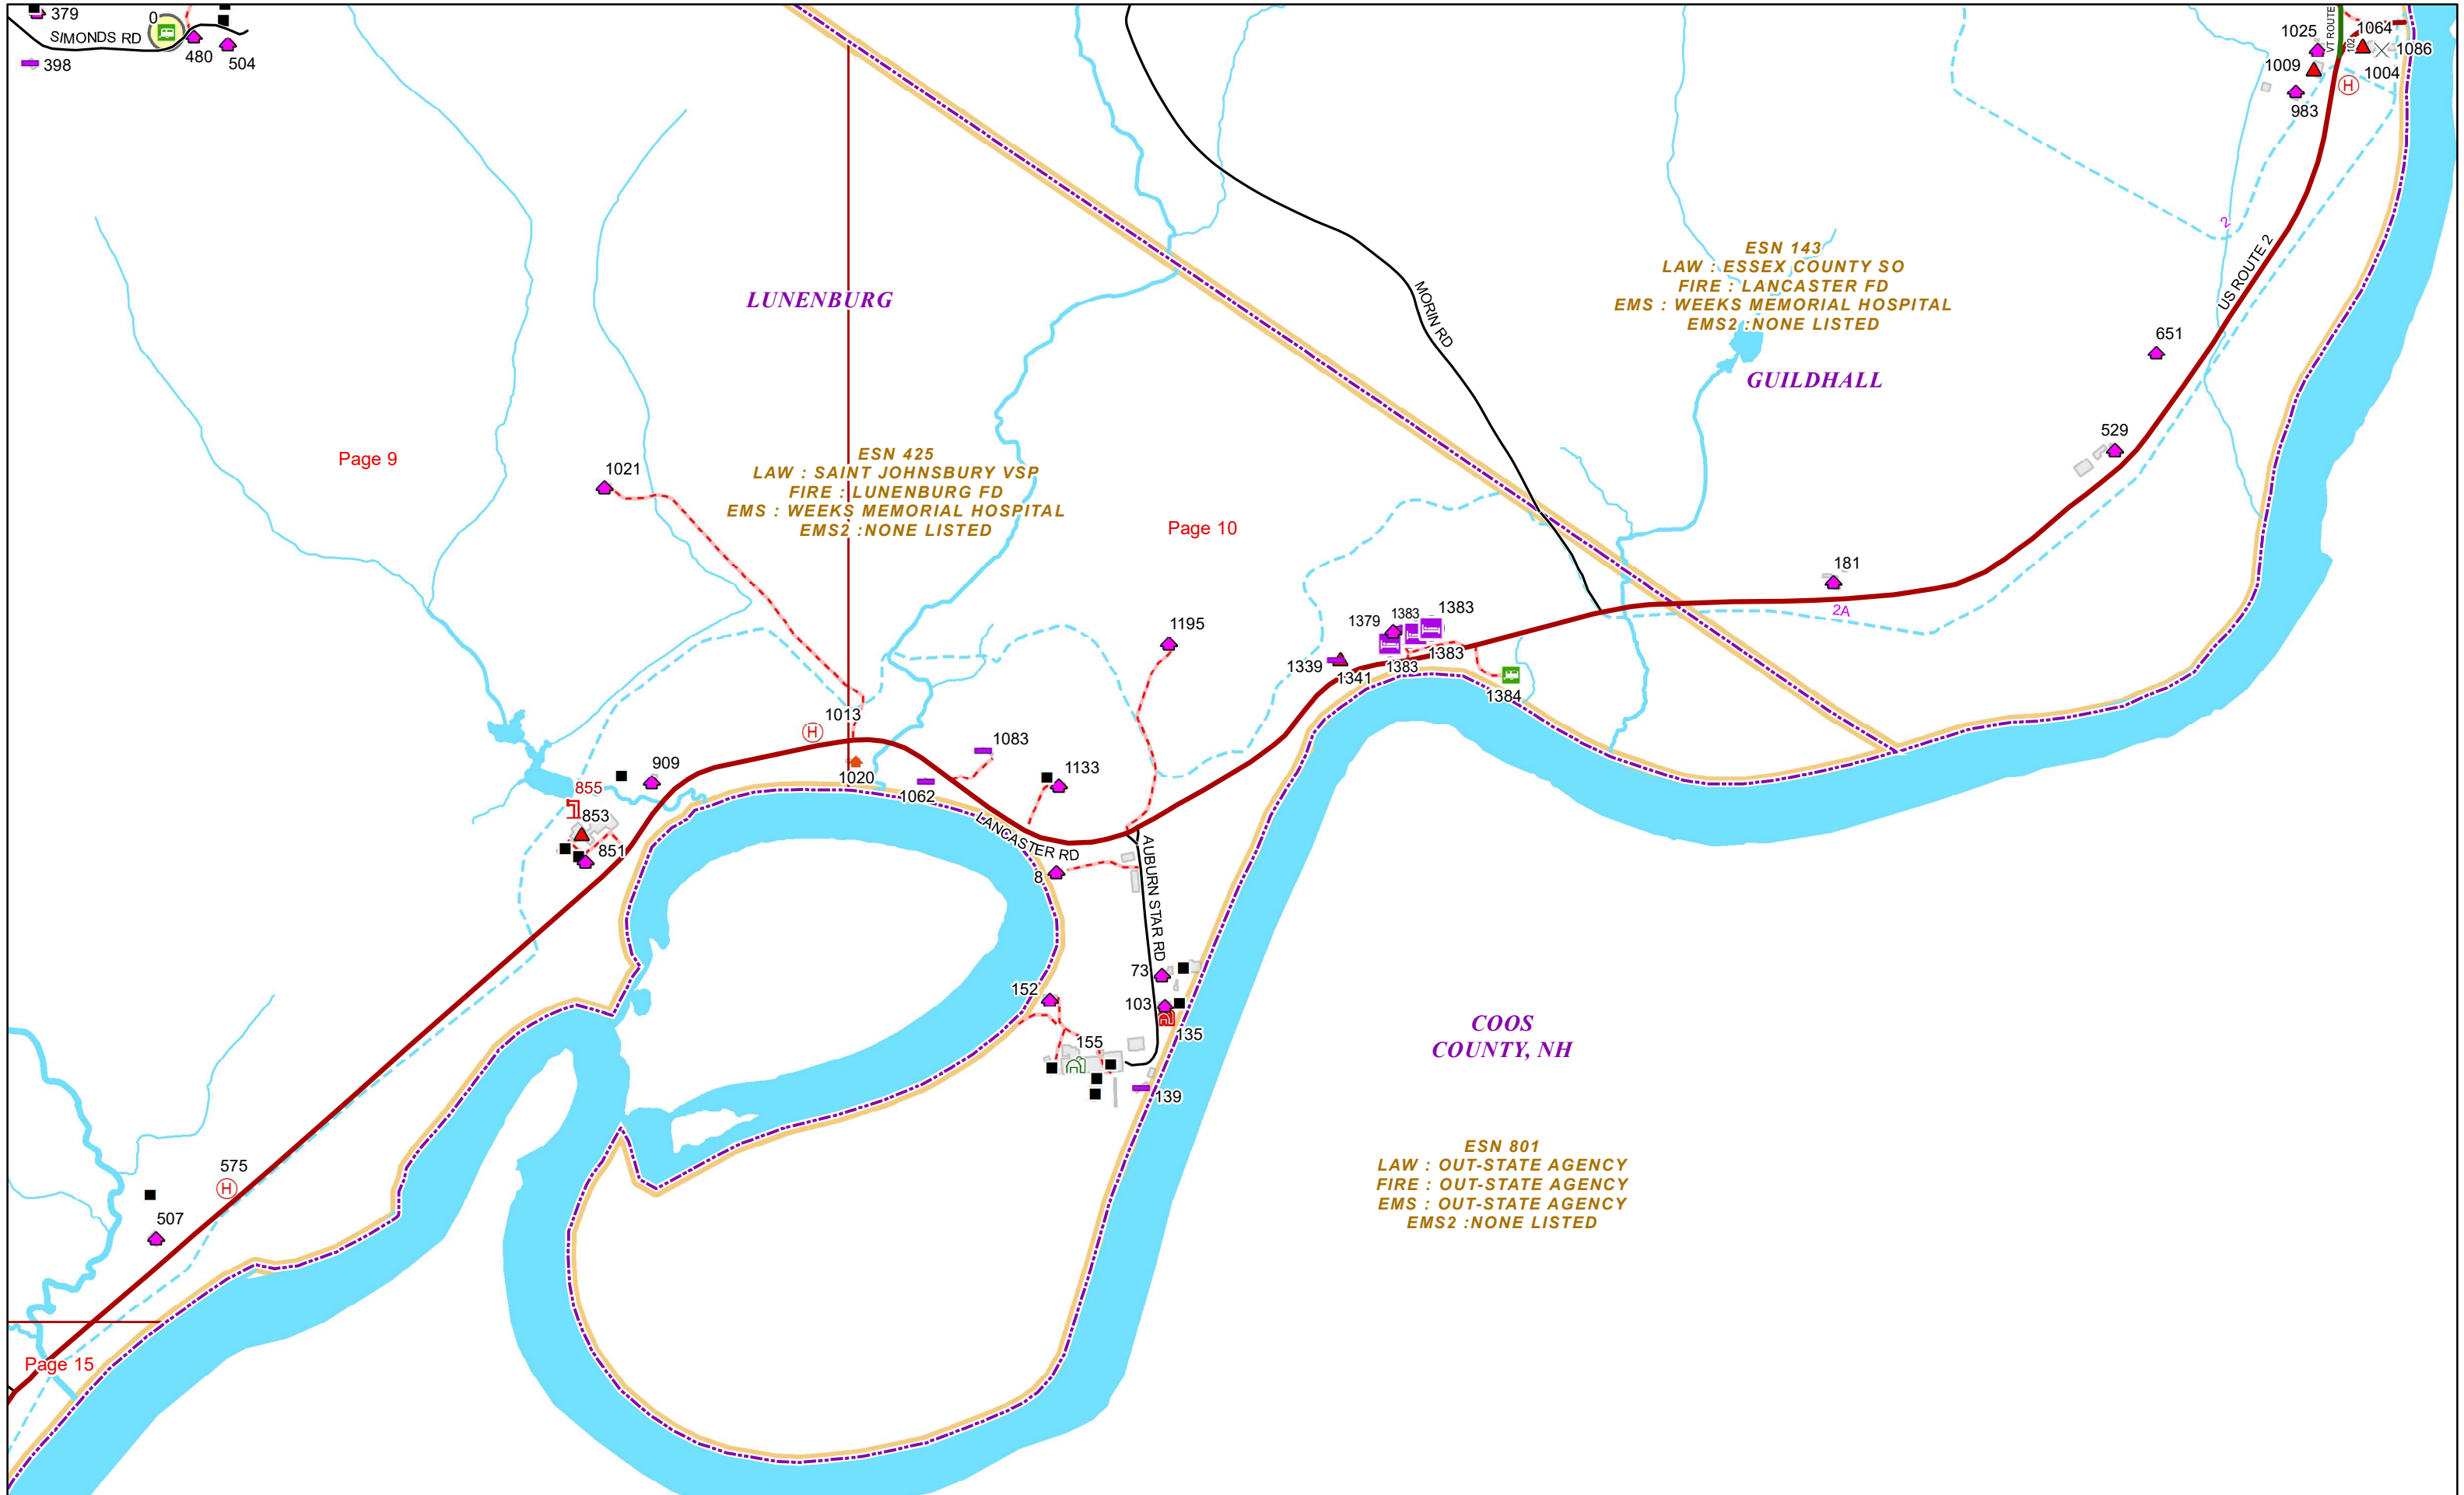 379
0
SIMONDS RD
480
504
398
1025
VT ROUTE
102
1064
1086
1009
1004
H
983
2
ESN 143
LAW : ESSEX COUNTY SO
FIRE : LANCASTER FD
EMS : WEEKS MEMORIAL HOSPITAL
EMS2 :NONE LISTED
US ROUTE 2
LUNENBURG
MORIN RD
651
GUILDHALL
529
Page 9
1021
ESN 425
LAW : SAINT JOHNSBURY VSP
FIRE : LUNENBURG FD
EMS : WEEKS MEMORIAL HOSPITAL
EMS2 :NONE LISTED
Page 10
181
2A
1195
1379
1383
1383
1383
1383
1339
1341
1384
1013
H
1083
909
1020
1062
1133
855
853
851
LANCASTER RD
8
AUBURN STAR RD
73
152
103
135
155
139
COOS
COUNTY, NH
ESN 801
LAW : OUT-STATE AGENCY
FIRE : OUT-STATE AGENCY
EMS : OUT-STATE AGENCY
EMS2 :NONE LISTED
575
H
507
Page 15